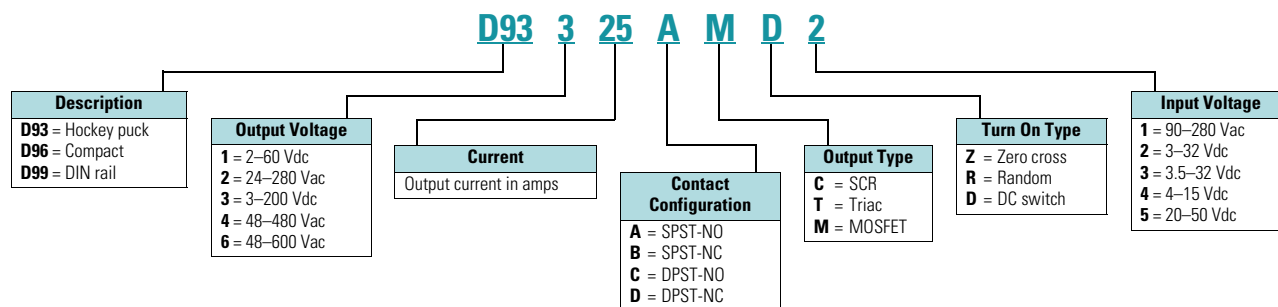 D93 3 25 A M D 2
Description
D93 = Hockey puck
D96 = Compact
D99 = DIN rail
Output Voltage
1 = 2–60 Vdc
2 = 24–280 Vac
3 = 3–200 Vdc
4 = 48–480 Vac
6 = 48–600 Vac
Current
Output current in amps
Contact
Configuration
A = SPST-NO
B = SPST-NC
C = DPST-NO
D = DPST-NC
Output Type
C = SCR
T = Triac
M = MOSFET
Turn On Type
Z = Zero cross
R = Random
D = DC switch
Input Voltage
1 = 90–280 Vac
2 = 3–32 Vdc
3 = 3.5–32 Vdc
4 = 4–15 Vdc
5 = 20–50 Vdc